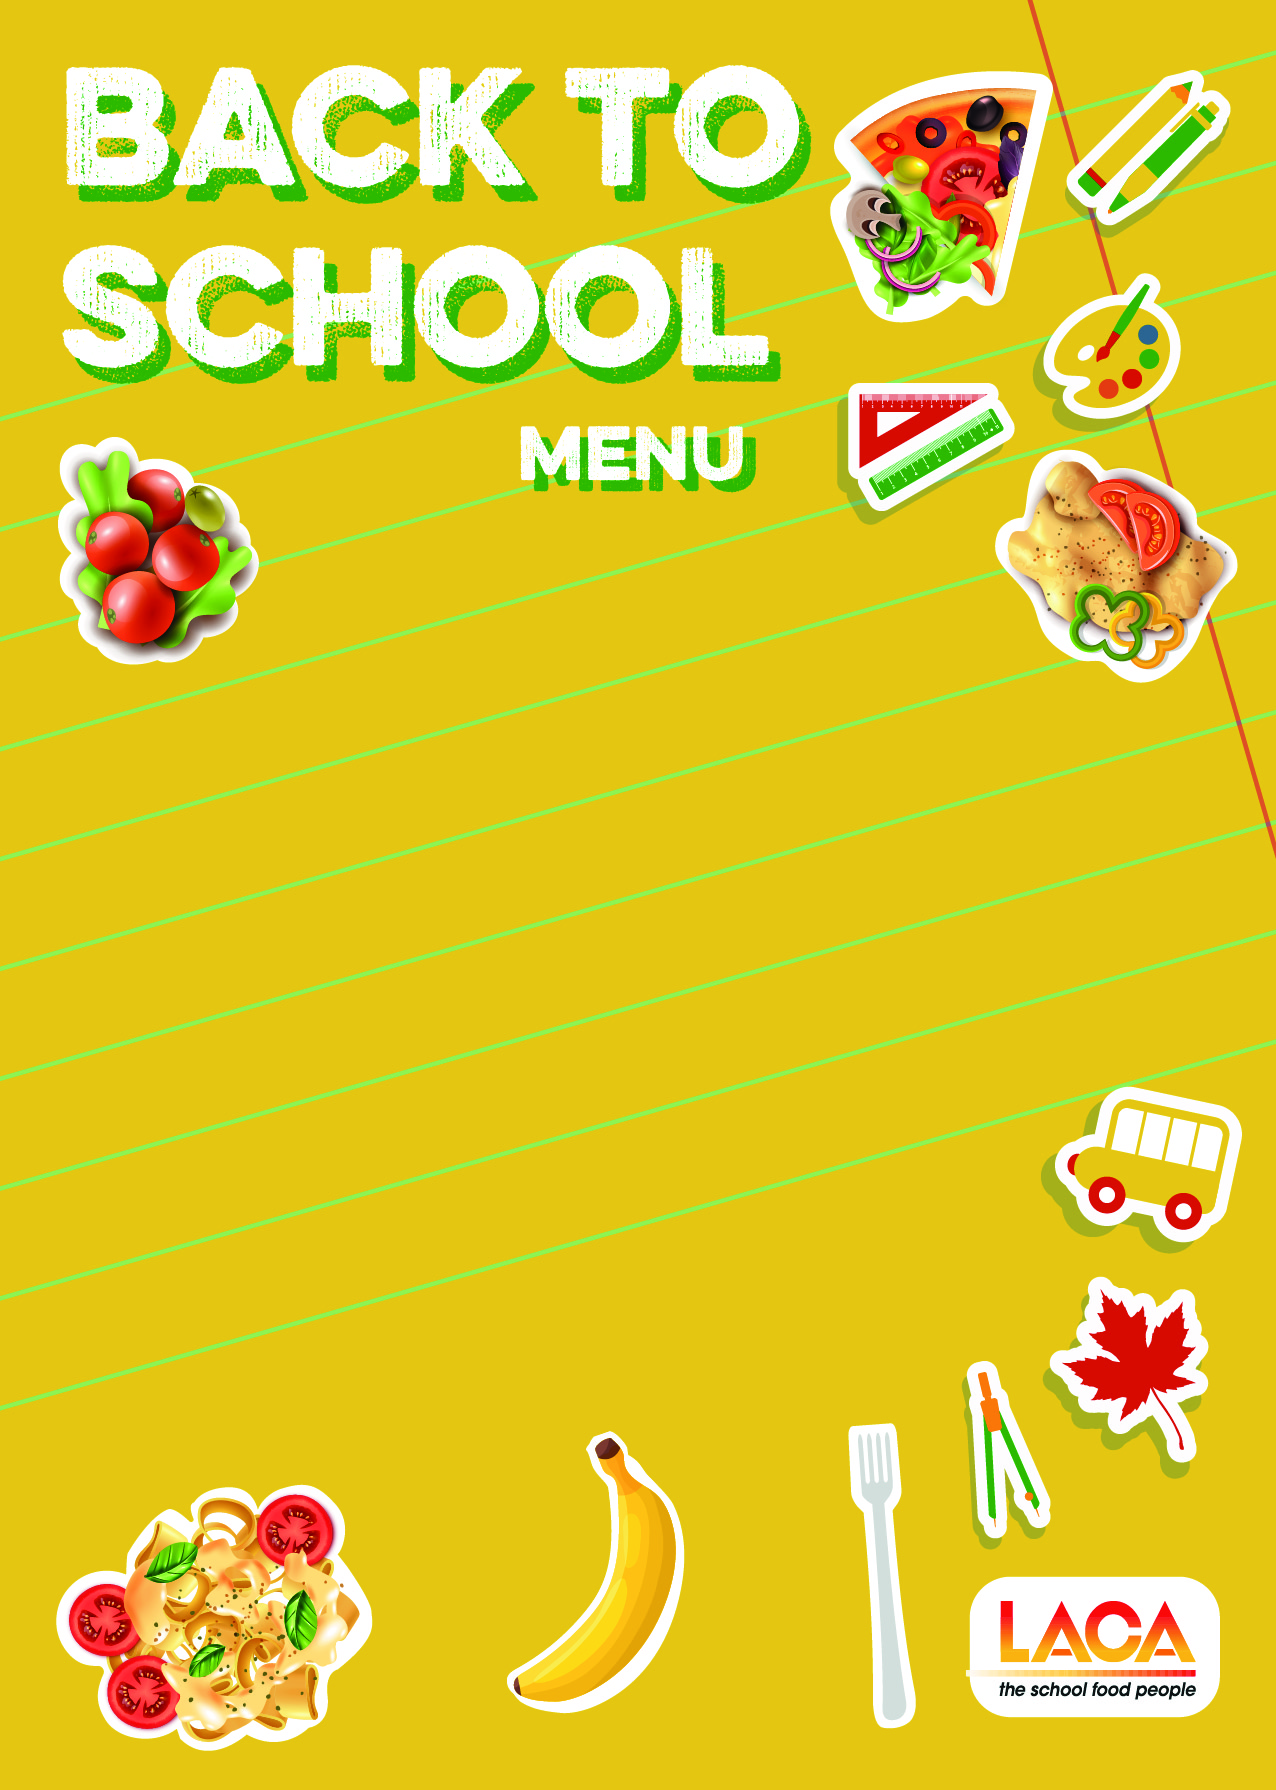 BACK TO
SCHOOL
MENU
LACA
the school food people